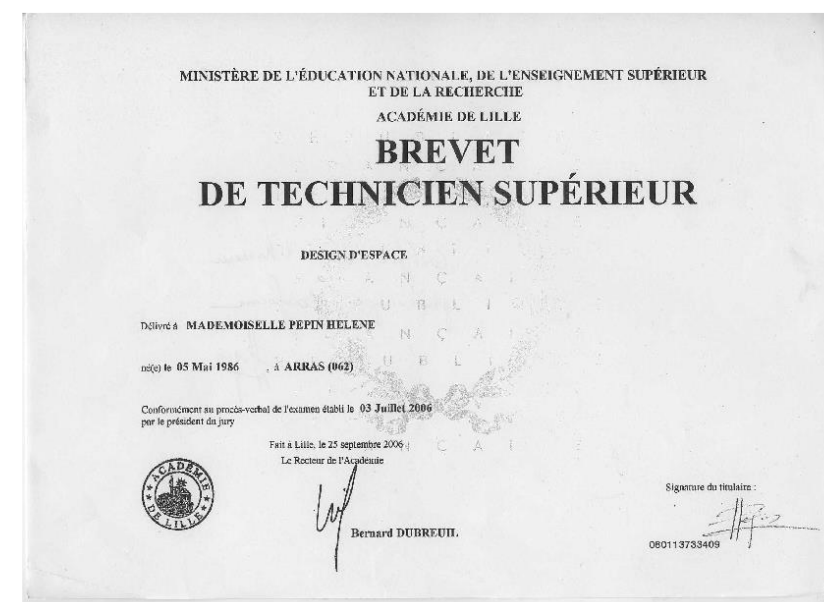 MINISTÈRE DE L'ÉDUCATION NATIONALE, DE L'ENSEIGNEMENT SUPÉRIEUR
ET DE LA RECHERCHE
ACADÉMIE DE LILLE
BREVET
DE TECHNICIEN SUPÉRIEUR
DESIGN D'ESPACE
Délivré à MADEMOISELLE PEPIN HELENE
né(e) le 05 Mai 1986 , à ARRAS (062)
Conformément au procès-verbal de l'examen établi le 03 Juillet 2006
par le président du jury
Fait à Lille, le 25 septembre 2006
Le Recteur de l'Académie
ACADÉMIE DE LILLE
Signature du titulaire :
Bernard DUBREUIL
080113733409